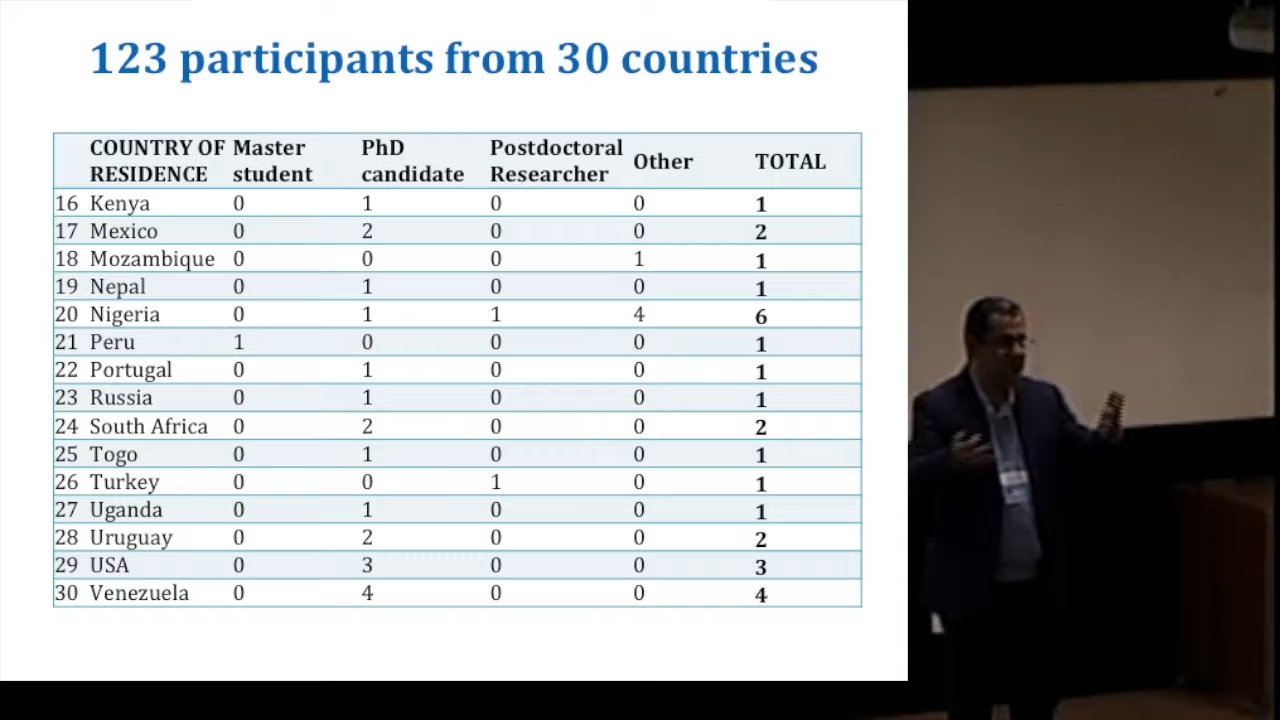 123 participants from 30 countries
COUNTRY OF RESIDENCE Master student PhD candidate Postdoctoral Researcher Other TOTAL
16 Kenya 0 1 0 0 1
17 Mexico 0 2 0 0 2
18 Mozambique 0 0 0 1 1
19 Nepal 0 1 0 0 1
20 Nigeria 0 1 1 4 6
21 Peru 1 0 0 0 1
22 Portugal 0 1 0 0 1
23 Russia 0 1 0 0 1
24 South Africa 0 2 0 0 2
25 Togo 0 1 0 0 1
26 Turkey 0 0 1 0 1
27 Uganda 0 1 0 0 1
28 Uruguay 0 2 0 0 2
29 USA 0 3 0 0 3
30 Venezuela 0 4 0 0 4